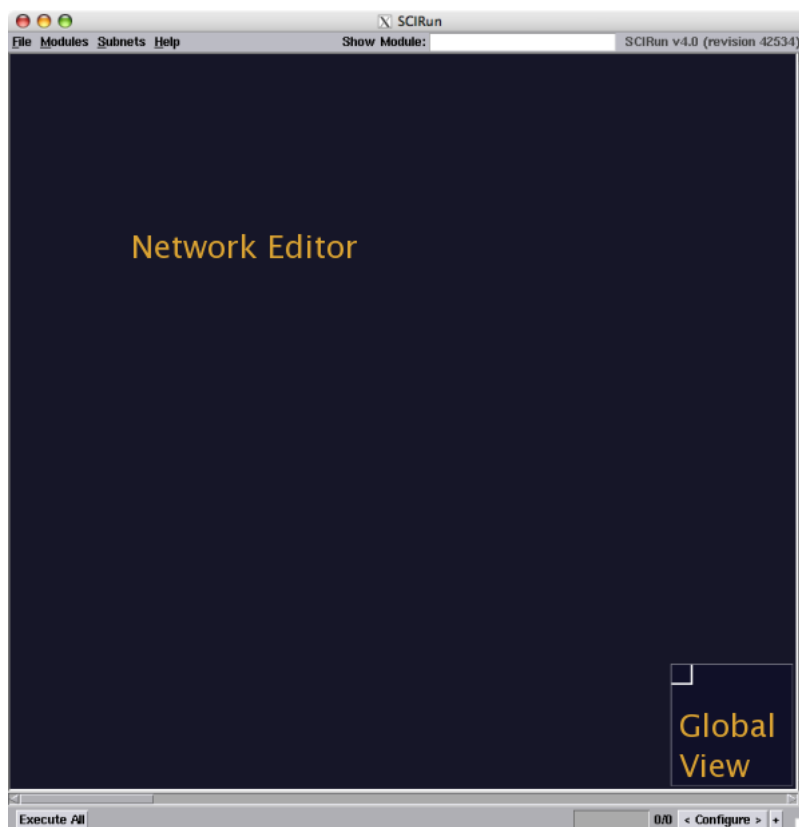 SCIRun
File Modules Subnets Help Show Module: SCIRun v4.0 (revision 42534)
Network Editor
Global
View
Execute All 0/0 < Configure > +